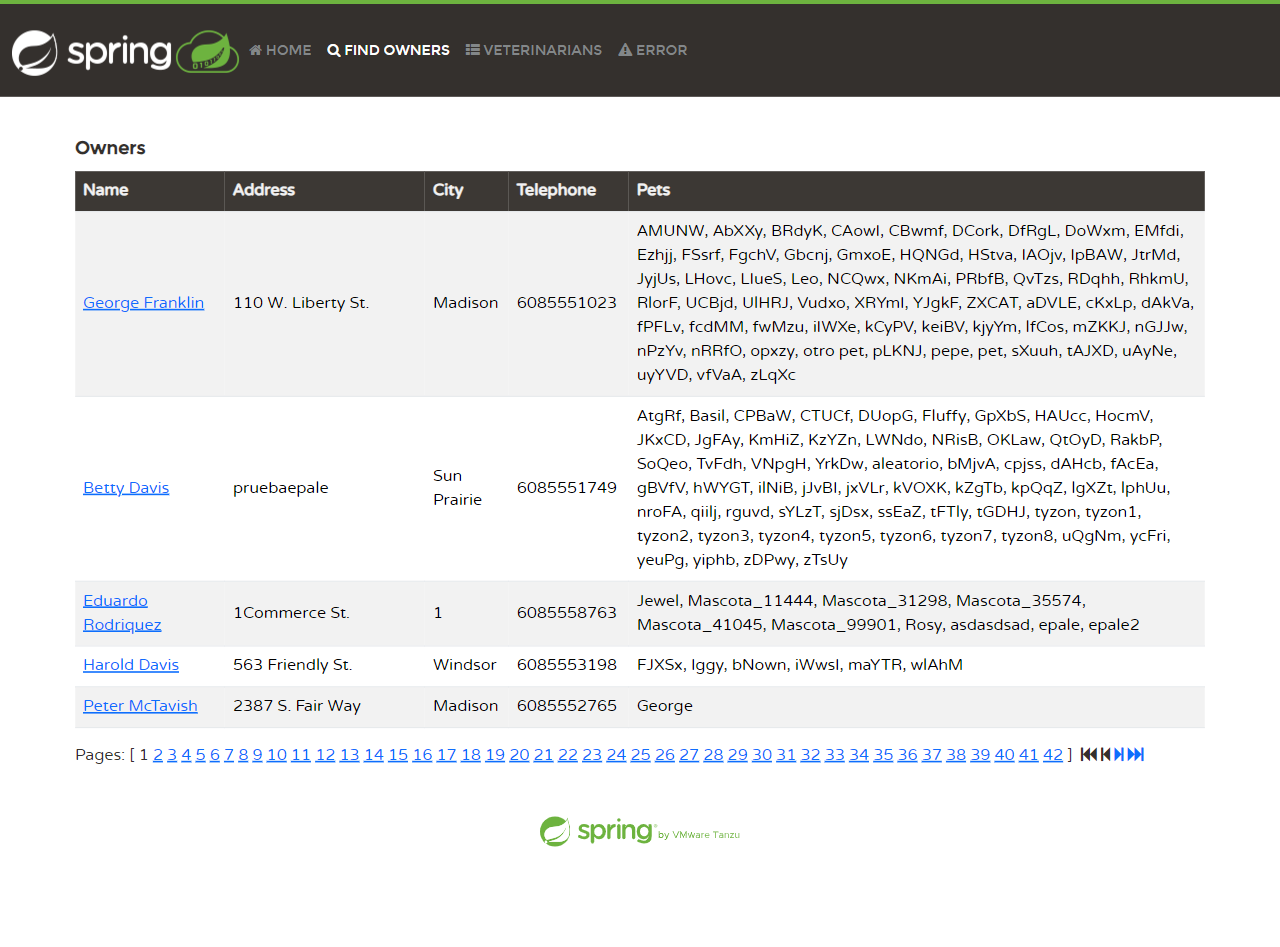 spring HOME FIND OWNERS VETERINARIANS ERROR
Owners
Name Address City Telephone Pets
George Franklin 110 W. Liberty St. Madison 6085551023 AMUNW, AbXXy, BRdyK, CAowl, CBwmf, DCork, DfRgL, DoWxm, EMfdi,
Ezhjj, FSsrf, FgchV, Gbcnj, GmxoE, HQNGd, HStva, IAOjv, IpBAW, JtrMd,
JyjUs, LHovc, LIueS, Leo, NCQwx, NKmAi, PRbfB, QvTzs, RDqhh, RhkmU,
RlorF, UCBjd, UlHRJ, Vudxo, XRYmI, YJgkF, ZXCAT, aDVLE, cKxLp, dAkVa,
fPFLv, fcdMM, fwMzu, iIWXe, kCyPV, keiBV, kjyYm, lfCos, mZKKJ, nGJJw,
nPzYv, nRRfO, opxzy, otro pet, pLKNJ, pepe, pet, sXuuh, tAJXD, uAyNe,
uyYVD, vfVaA, zLqXc
Betty Davis pruebaepale Sun Prairie 6085551749 AtgRf, Basil, CPBaW, CTUCf, DUopG, Fluffy, GpXbS, HAUcc, HocmV,
JKxCD, JgFAy, KmHiZ, KzYZn, LWNdo, NRisB, OKLaw, QtOyD, RakbP,
SoQeo, TvFdh, VNpgH, YrkDw, aleatorio, bMjvA, cpjss, dAHcb, fAcEa,
gBVfV, hWYGT, ilNiB, jJvBI, jxVLr, kVOXK, kZgTb, kpQqZ, lgXZt, lphUu,
nroFA, qiilj, rguvd, sYLzT, sjDsx, ssEaZ, tFTly, tGDHJ, tyzon, tyzon1,
tyzon2, tyzon3, tyzon4, tyzon5, tyzon6, tyzon7, tyzon8, uQgNm, ycFri,
yeuPg, yiphb, zDPwy, zTsUy
Eduardo Rodriquez 1Commerce St. 1 6085558763 Jewel, Mascota_11444, Mascota_31298, Mascota_35574,
Mascota_41045, Mascota_99901, Rosy, asdasdsad, epale, epale2
Harold Davis 563 Friendly St. Windsor 6085553198 FJXSx, Iggy, bNown, iWwsI, maYTR, wlAhM
Peter McTavish 2387 S. Fair Way Madison 6085552765 George
Pages: [ 1 2 3 4 5 6 7 8 9 10 11 12 13 14 15 16 17 18 19 20 21 22 23 24 25 26 27 28 29 30 31 32 33 34 35 36 37 38 39 40 41 42 ]
spring by VMware Tanzu